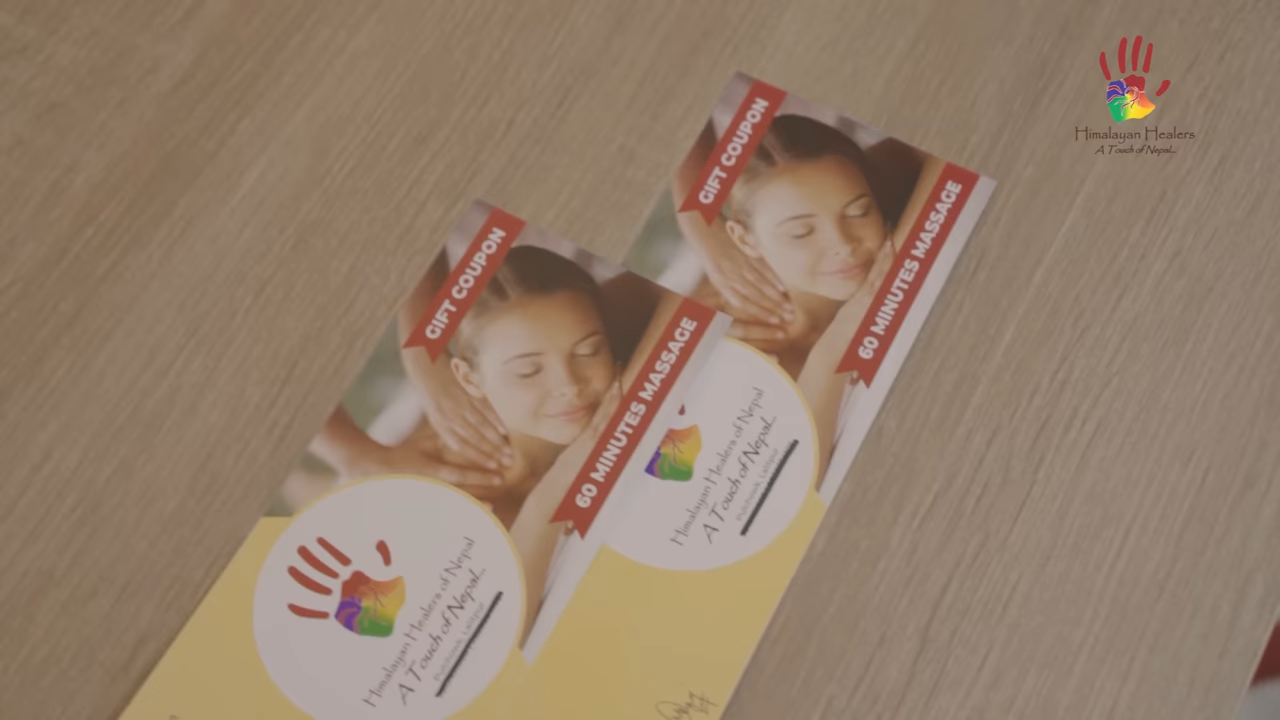 Himalayan Healers
A Touch of Nepal...
GIFT COUPON
60 MINUTES MASSAGE
Himalayan Healers of Nepal
A Touch of Nepal...
GIFT COUPON
60 MINUTES MASSAGE
Himalayan Healers of Nepal
A Touch of Nepal...